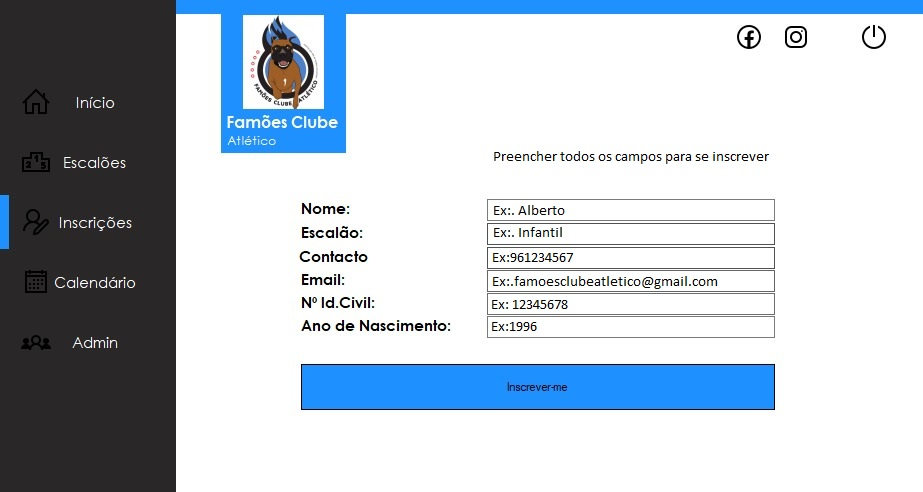 Início
Escalões
Inscrições
Calendário
Admin
FAMÕES CLUBE ATLÉTICO
Famões Clube
Atlético
Preencher todos os campos para se inscrever
Nome: Ex:. Alberto
Escalão: Ex:. Infantil
Contacto Ex:961234567
Email: Ex:.famoesclubeatletico@gmail.com
Nº Id.Civil: Ex: 12345678
Ano de Nascimento: Ex:1996
Inscrever-me